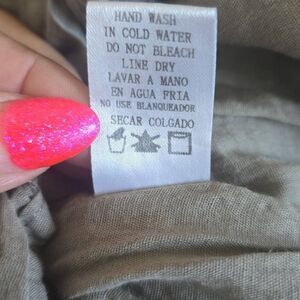 HAND WASH
IN COLD WATER
DO NOT BLEACH
LINE DRY
LAVAR A MANO
EN AGUA FRIA
NO USE BLANQUEADOR
SECAR COLGADO